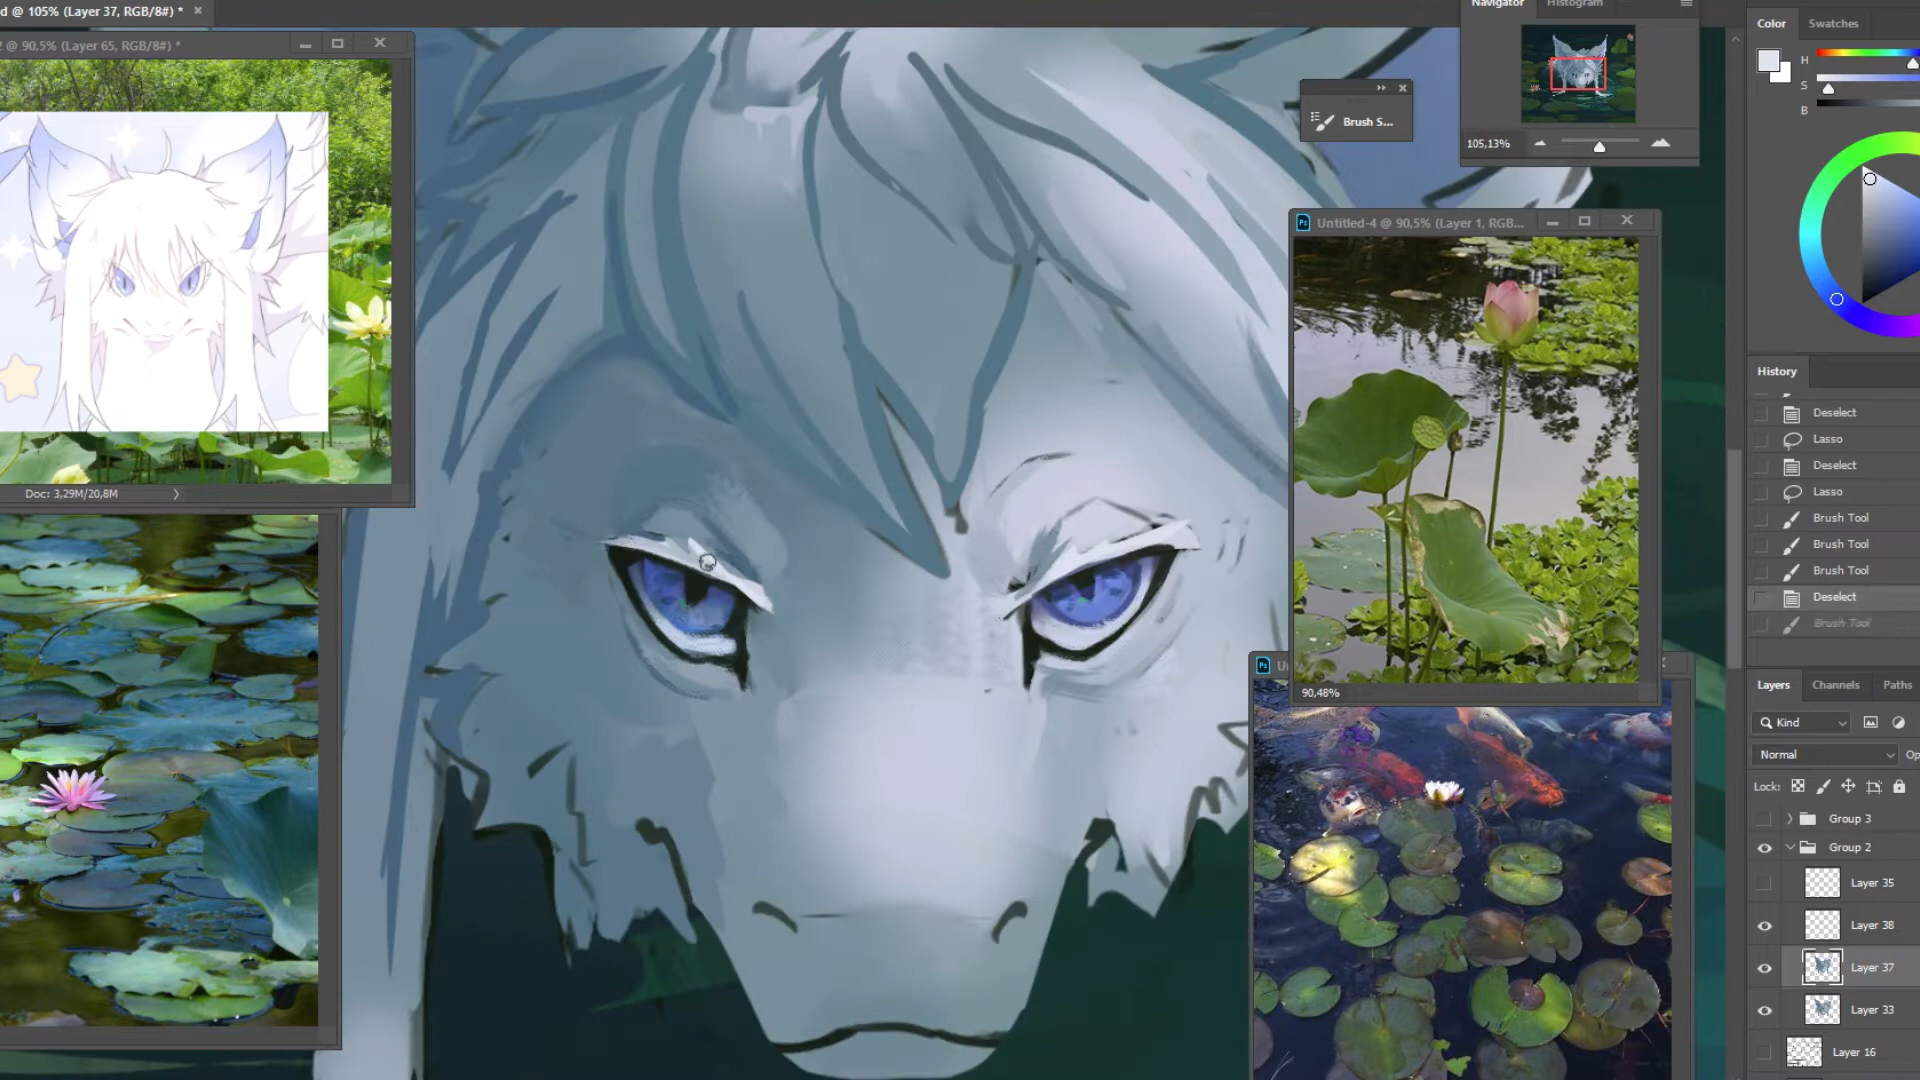 d @ 105% (Layer 37, RGB/8#) *
Navigator
Histogram
@ 90,5% (Layer 65, RGB/8#) *
Color
Swatches
H
S
B
Brush S...
105,13%
Untitled-4 @ 90,5% (Layer 1, RGB...
History
Deselect
Lasso
Deselect
Lasso
Brush Tool
Brush Tool
Brush Tool
Deselect
Brush Tool
Doc: 3,29M/20,8M
Ps
90,48%
Ps
Layers
Channels
Paths
Kind
Normal
Op
Lock:
Group 3
Group 2
Layer 35
Layer 38
Layer 37
Layer 33
Layer 16